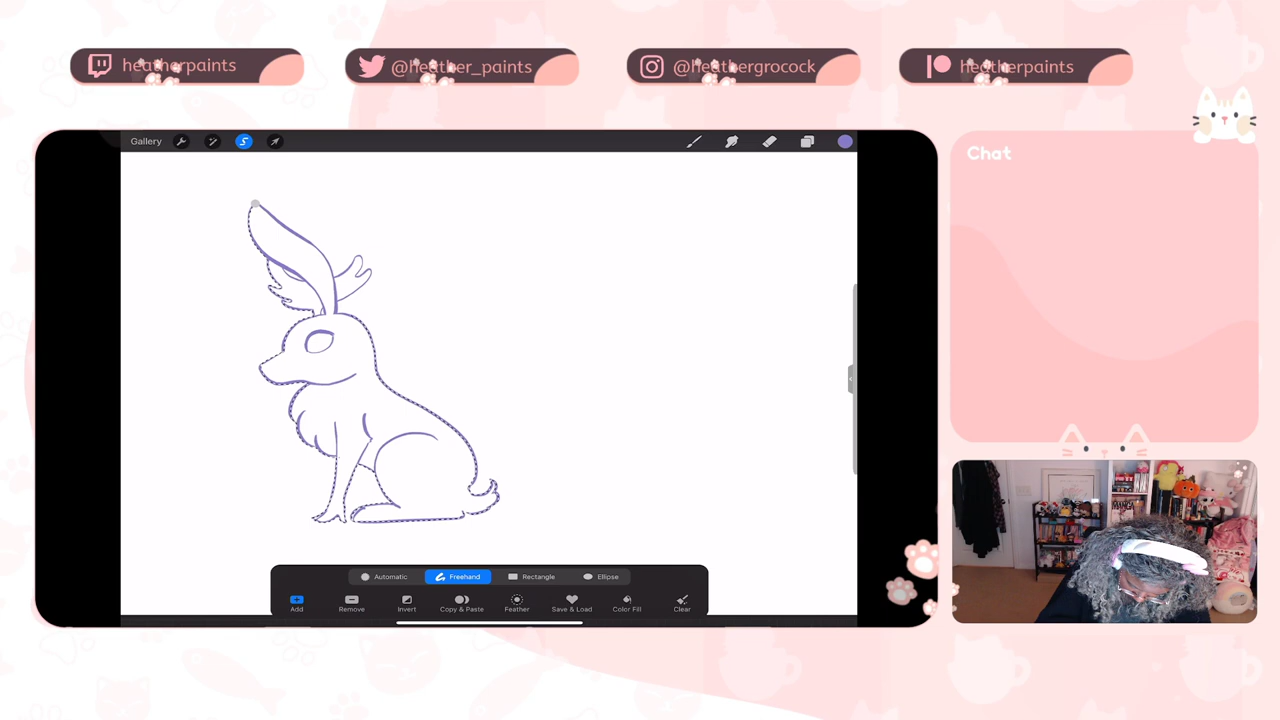 heatherpaints
@heather_paints
@heathergrocock
heatherpaints
Gallery
Chat
Automatic
Freehand
Rectangle
Ellipse
Add
Remove
Invert
Copy & Paste
Feather
Save & Load
Color Fill
Clear
MANGA